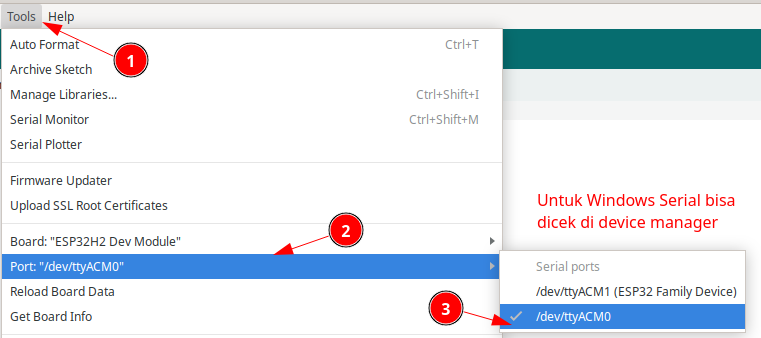 Tools Help
Auto Format Ctrl+T
1
Archive Sketch
Manage Libraries... Ctrl+Shift+I
Serial Monitor Ctrl+Shift+M
Serial Plotter
Firmware Updater
Upload SSL Root Certificates
Untuk Windows Serial bisa
dicek di device manager
2
Board: "ESP32H2 Dev Module"
Port: "/dev/ttyACM0"
Serial ports
Reload Board Data
/dev/ttyACM1 (ESP32 Family Device)
Get Board Info
3
/dev/ttyACM0